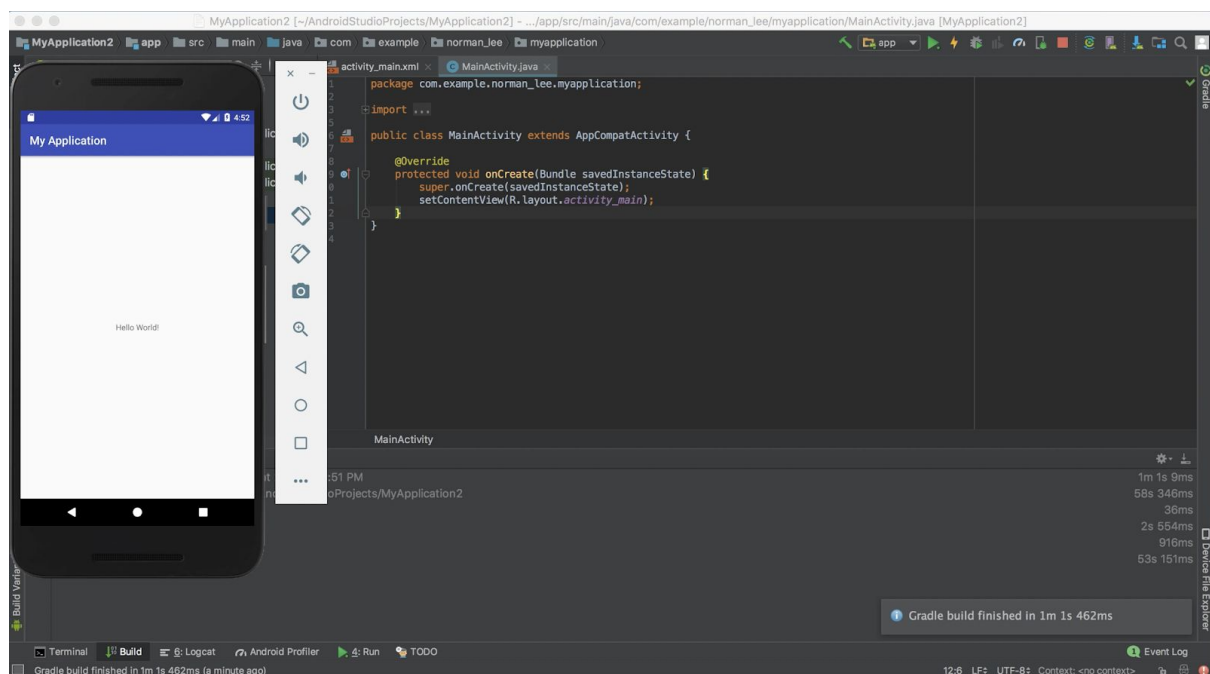 MyApplication2 [~/AndroidStudioProjects/MyApplication2] - .../app/src/main/java/com/example/norman_lee/myapplication/MainActivity.java [MyApplication2]
MyApplication2 app src main java com example norman_lee myapplication
app
activity_main.xml MainActivity.java
Gradle
4:52
My Application
Hello World!
package com.example.norman_lee.myapplication;
import ...
public class MainActivity extends AppCompatActivity {
@Override
protected void onCreate(Bundle savedInstanceState) {
super.onCreate(savedInstanceState);
setContentView(R.layout.activity_main);
}
}
MainActivity
:51 PM
1m 1s 9ms
oProjects/MyApplication2
58s 346ms
36ms
2s 554ms
916ms
53s 151ms
Device File Explorer
Build Varia
Gradle build finished in 1m 1s 462ms
Terminal Build 6: Logcat Android Profiler 4: Run TODO
Event Log
Gradle build finished in 1m 1s 462ms (a minute ago)
12:6 LF UTF-8 Context: <no context>